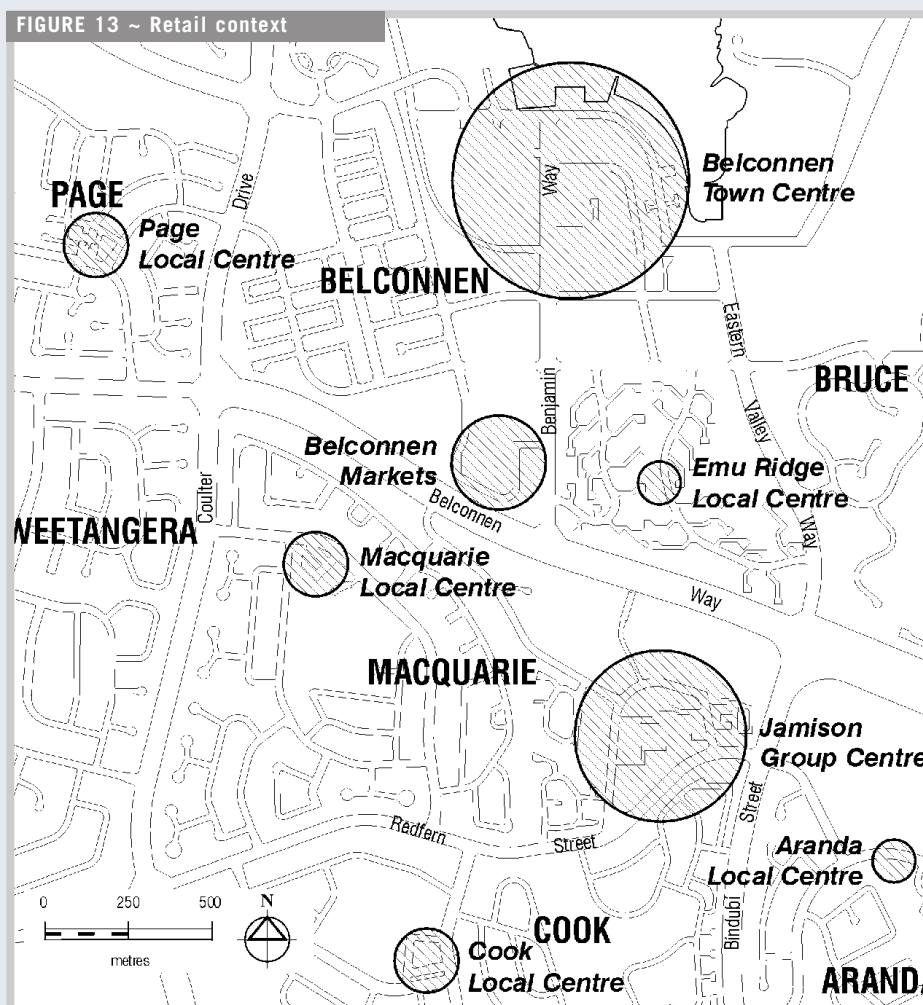 FIGURE 13 ~ Retail context
Belconnen
Town Centre
Way
PAGE
Drive
Page
Local Centre
BELCONNEN
Eastern
BRUCE
Benjamin
Valley
Belconnen
Markets
Emu Ridge
Local Centre
Coulter
Belconnen
WEETANGERA
Way
Macquarie
Local Centre
Way
MACQUARIE
Jamison
Group Centre
Street
Redfern
Street
Aranda
Local Centre
0 250 500
metres
N
Bindubi
COOK
Cook
Local Centre
ARAND